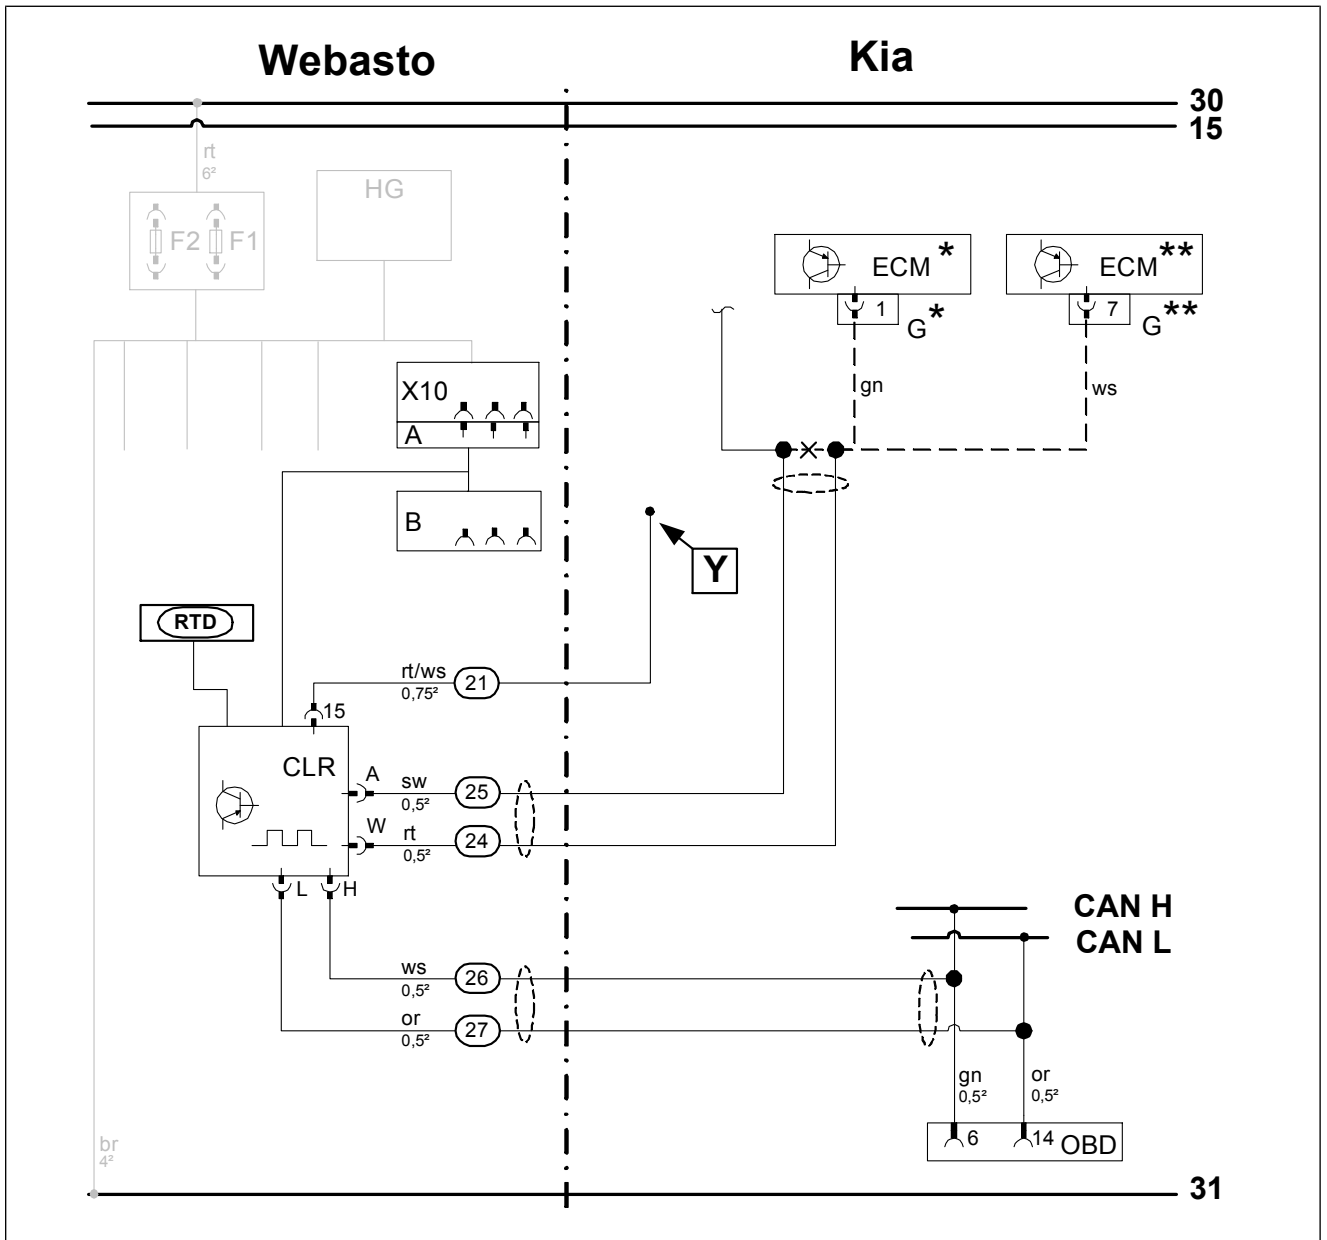 Webasto
Kia
30
15
rt
6²
HG
F2
F1
ECM *
ECM **
1
G *
7
G **
gn
ws
X10
A
B
Y
RTD
rt/ws
0,75²
21
15
CLR
A
sw
0,5²
25
W
rt
0,5²
24
L
H
CAN H
CAN L
ws
0,5²
26
or
0,5²
27
gn
0,5²
or
0,5²
6
14
OBD
br
4²
31